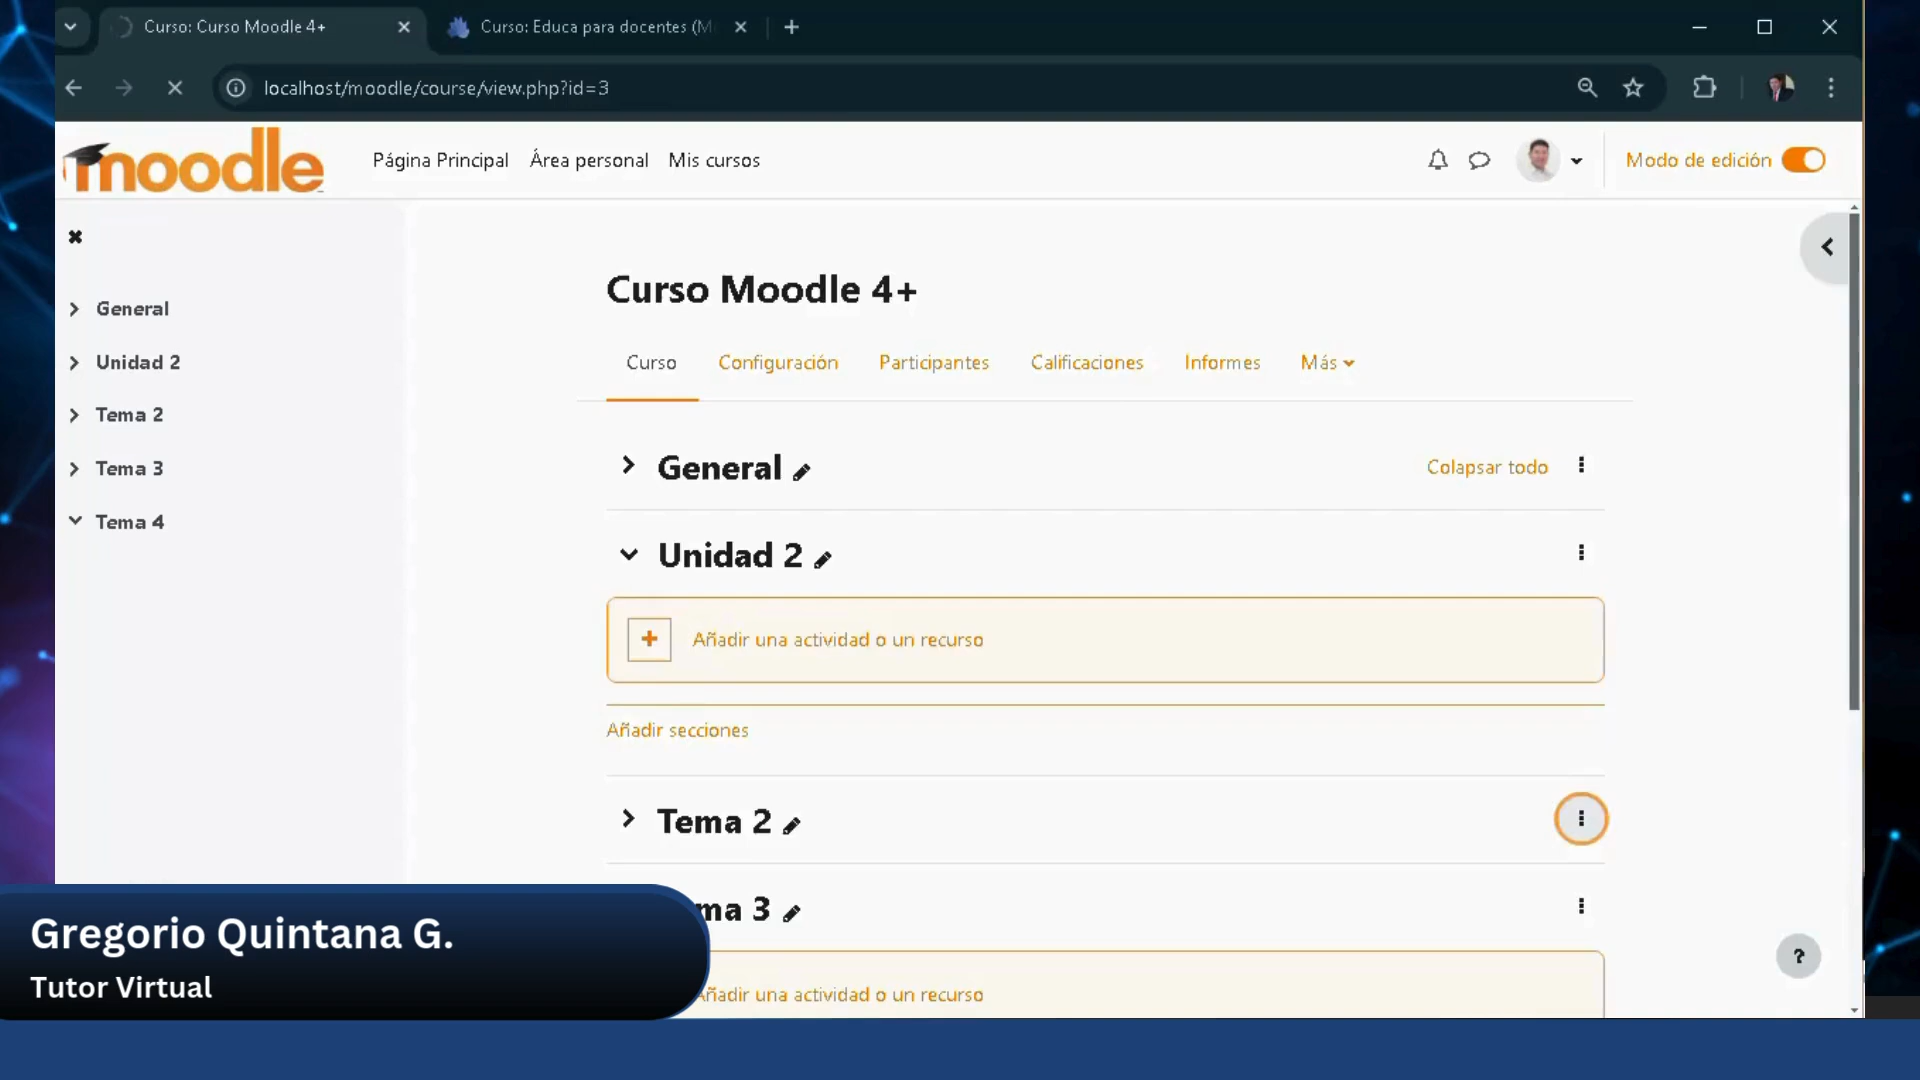 Curso: Curso Moodle 4+
Curso: Educa para docentes (M
localhost/moodle/course/view.php?id=3
moodle
Página Principal
Área personal
Mis cursos
Modo de edición
General
Unidad 2
Tema 2
Tema 3
Tema 4
Curso Moodle 4+
Curso
Configuración
Participantes
Calificaciones
Informes
Más
General
Colapsar todo
Unidad 2
+ Añadir una actividad o un recurso
Añadir secciones
Tema 2
ma 3
Añadir una actividad o un recurso
?
Gregorio Quintana G.
Tutor Virtual